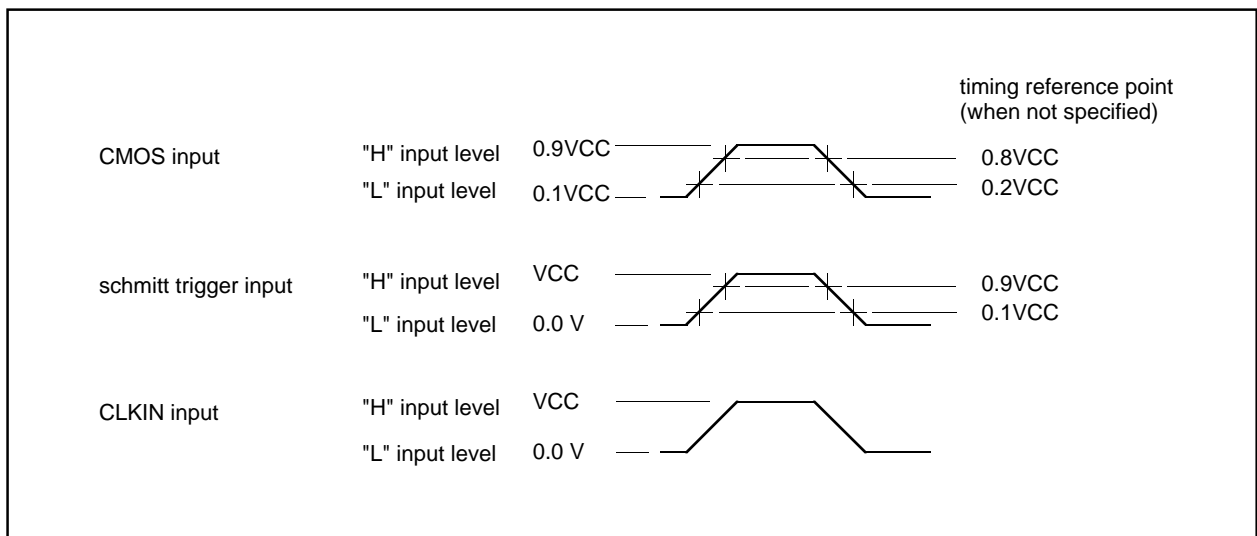 timing reference point
(when not specified)
CMOS input
"H" input level 0.9VCC
0.8VCC
"L" input level 0.1VCC
0.2VCC
schmitt trigger input
"H" input level VCC
0.9VCC
"L" input level 0.0 V
0.1VCC
CLKIN input
"H" input level VCC
"L" input level 0.0 V